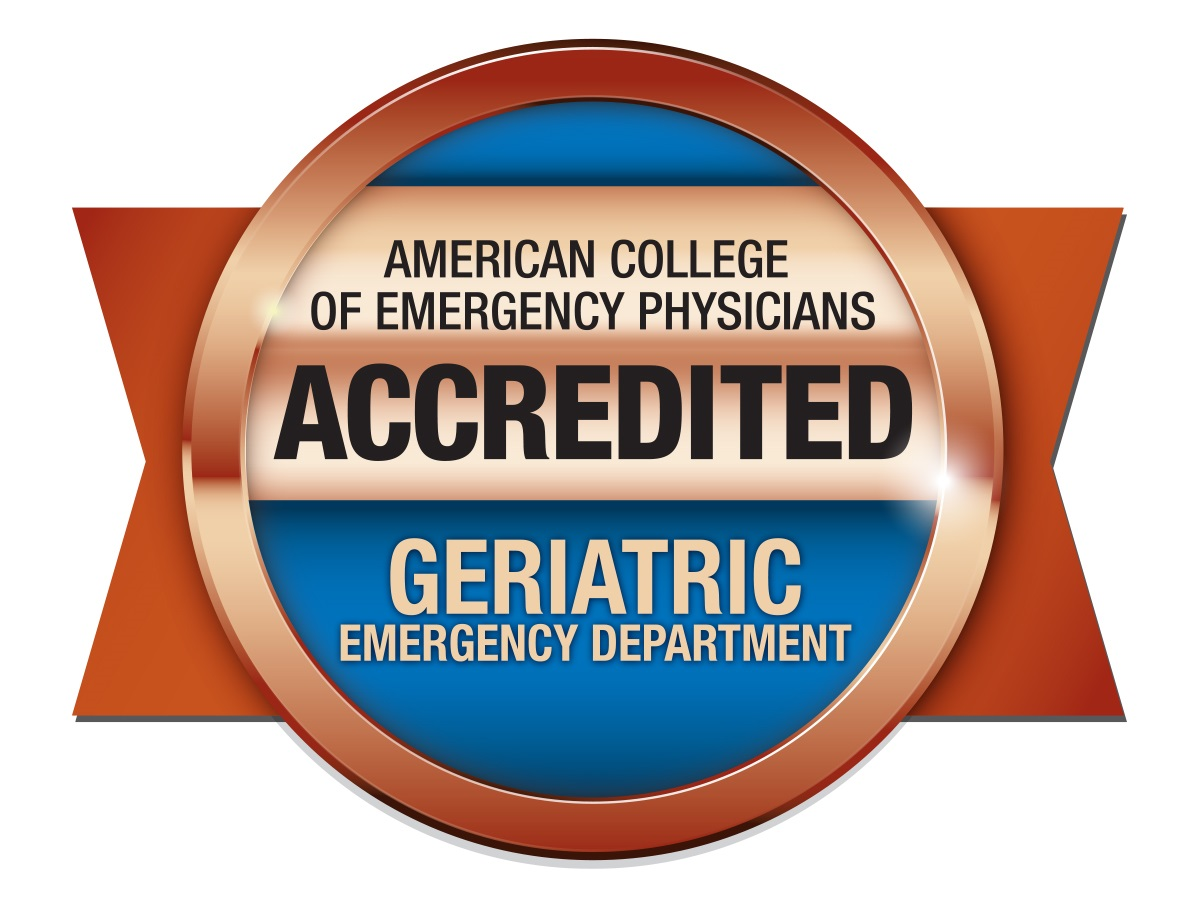 AMERICAN COLLEGE
OF EMERGENCY PHYSICIANS
ACCREDITED
GERIATRIC
EMERGENCY DEPARTMENT